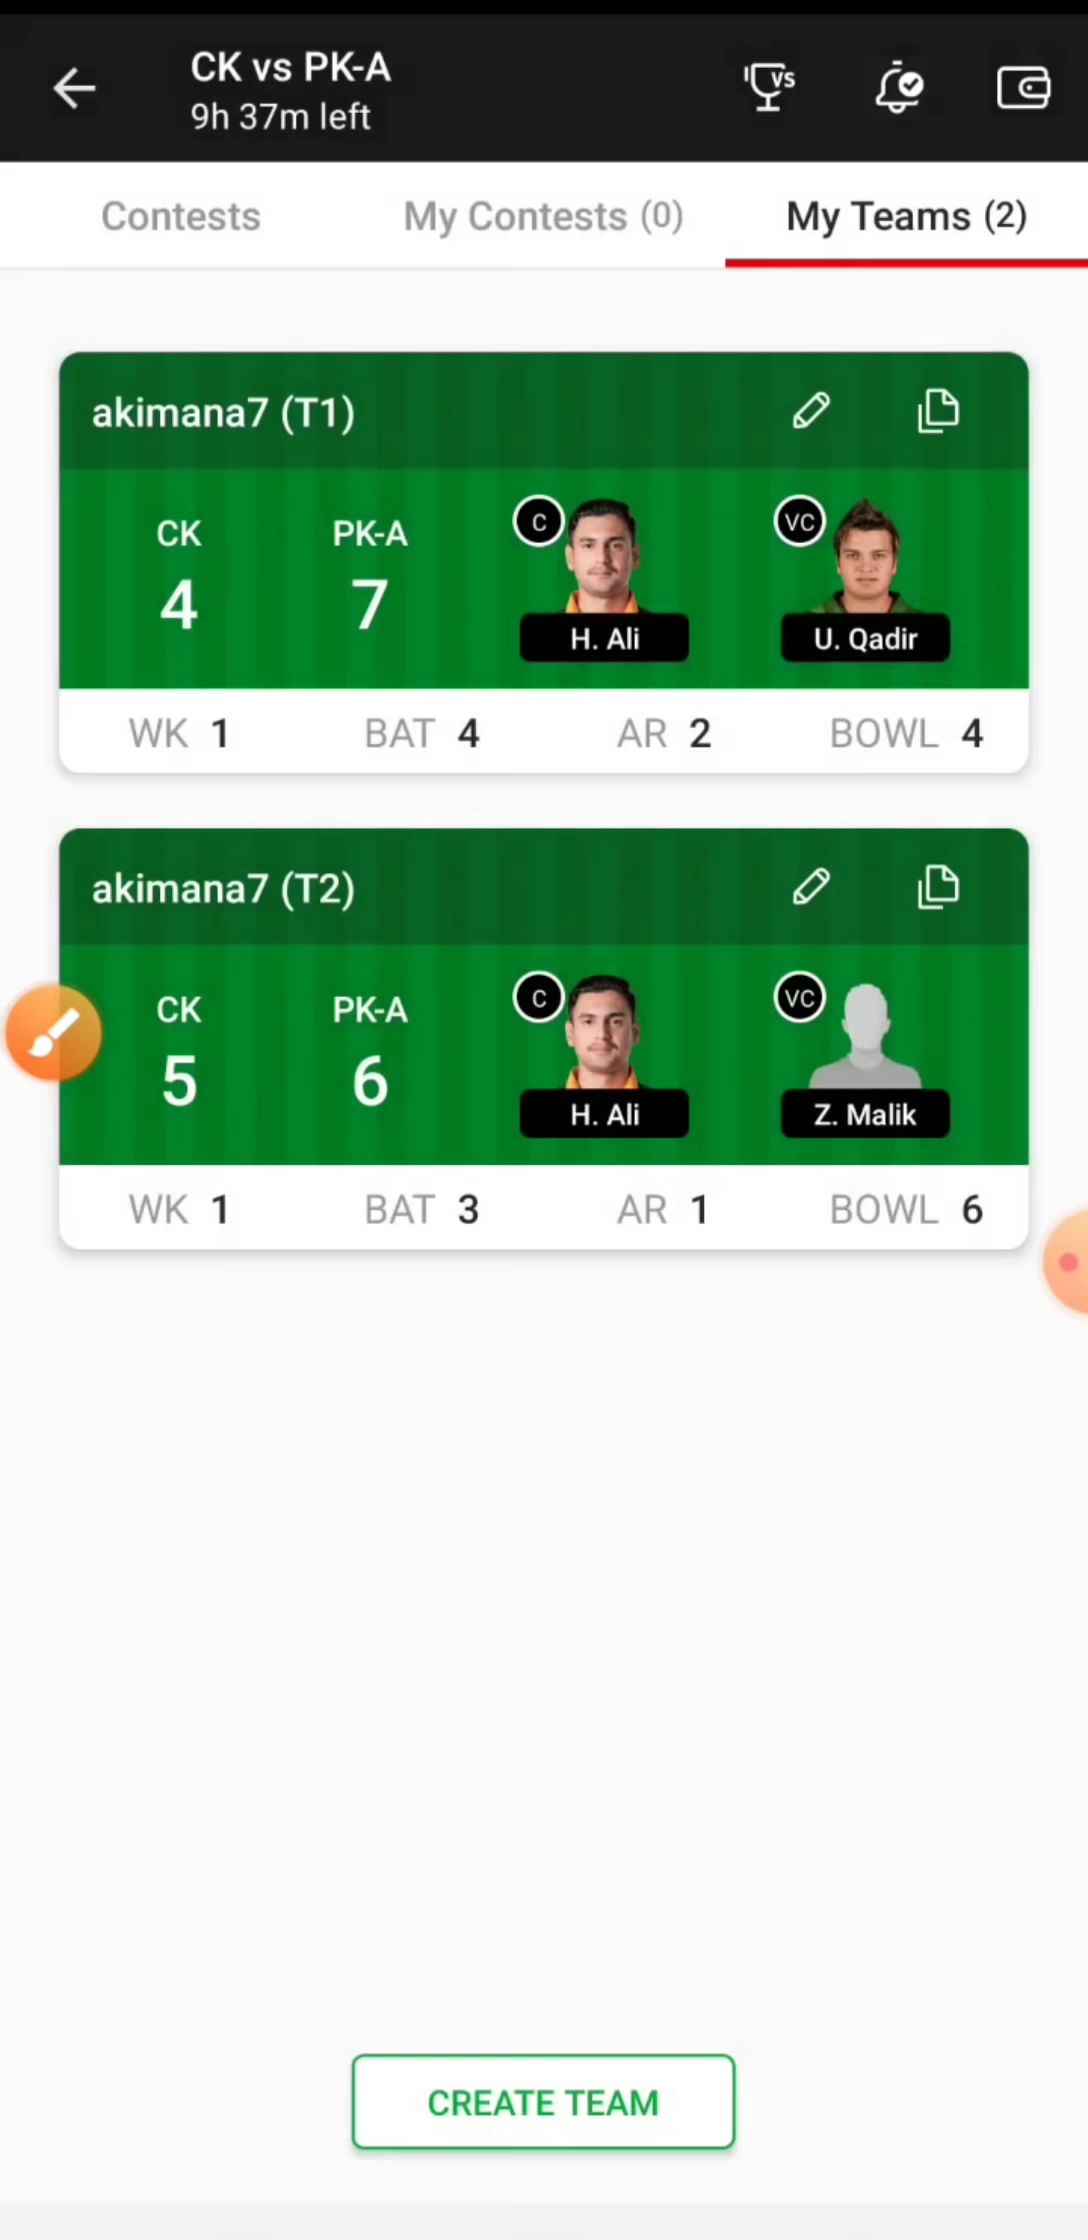 CK vs PK-A
9h 37m left
VS
Contests My Contests (0) My Teams (2)
akimana7 (T1)
CK PK-A C VC
4 7
H. Ali U. Qadir
WK 1 BAT 4 AR 2 BOWL 4
akimana7 (T2)
CK PK-A C VC
5 6
H. Ali Z. Malik
WK 1 BAT 3 AR 1 BOWL 6
CREATE TEAM